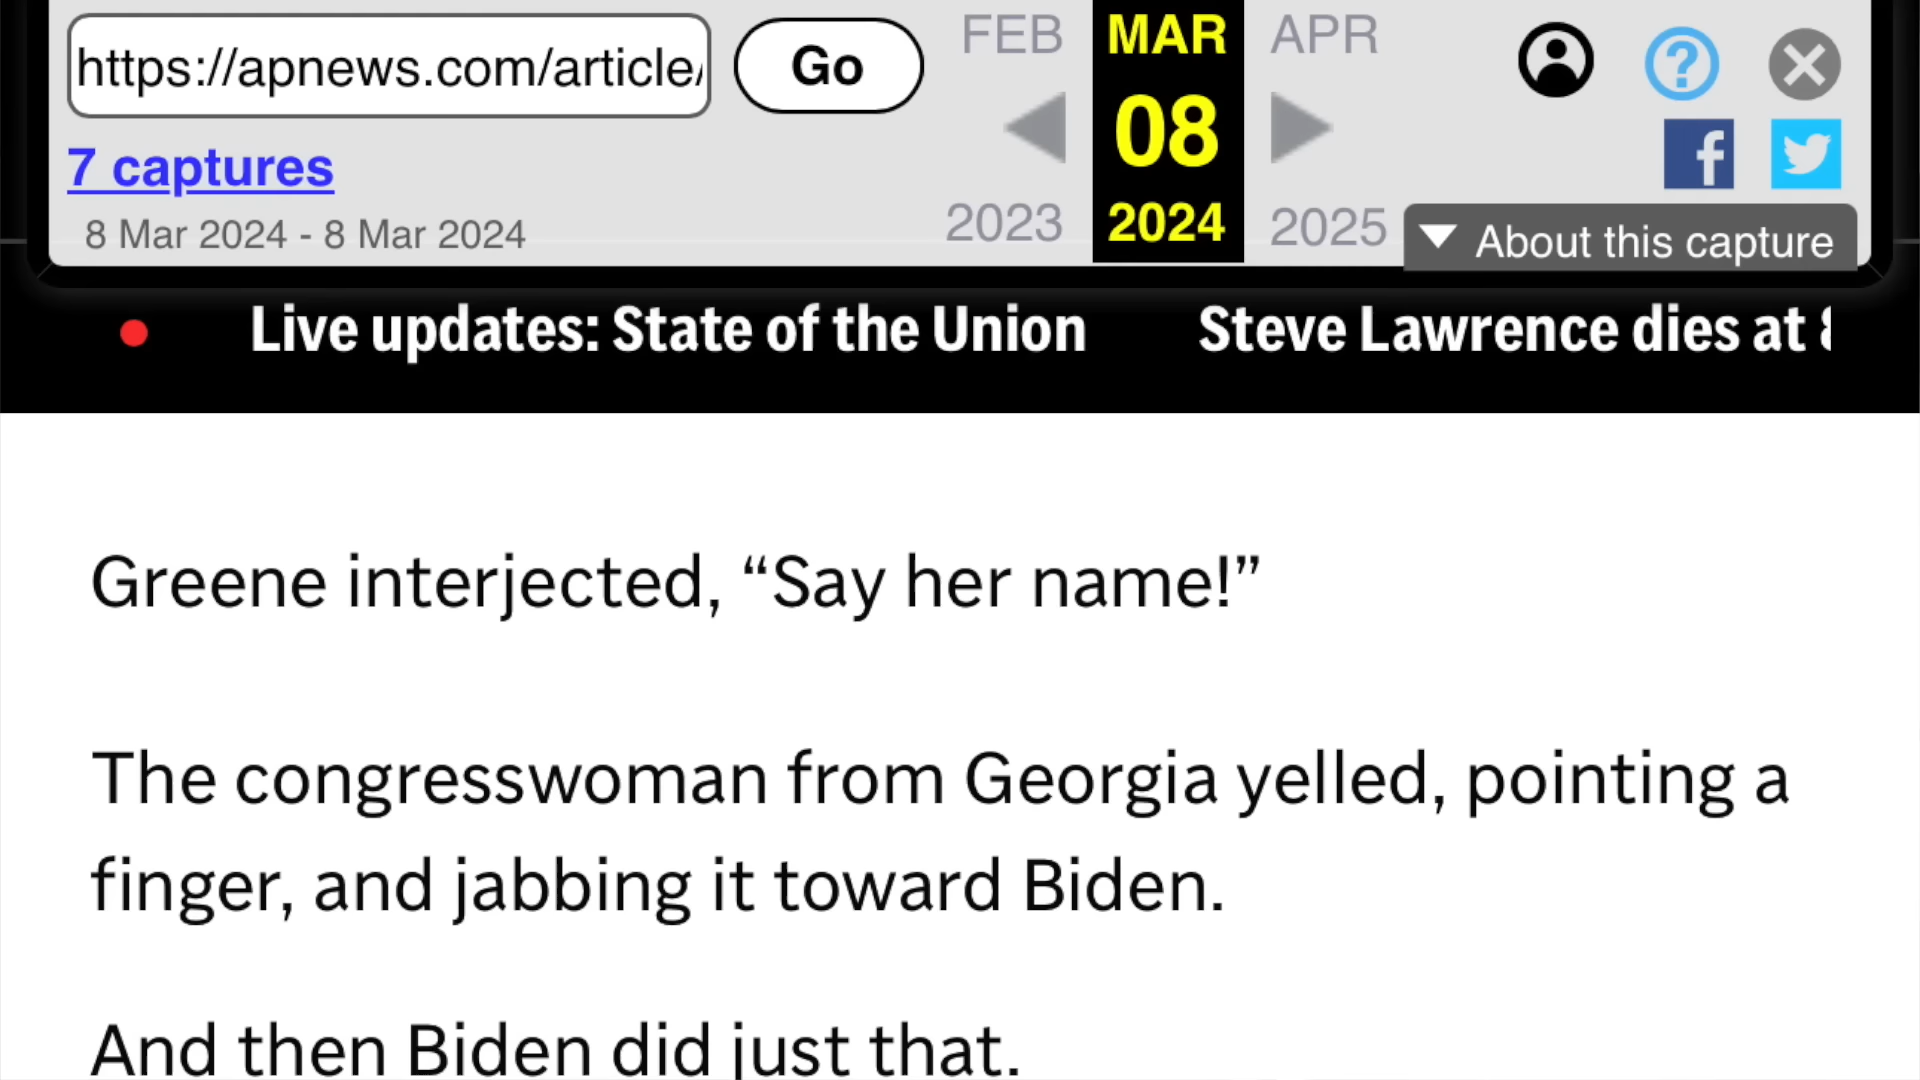 https://apnews.com/article/
Go
FEB
MAR
APR
7 captures
08
8 Mar 2024 - 8 Mar 2024
2023
2024
2025
About this capture
Live updates: State of the Union
Steve Lawrence dies at
Greene interjected, “Say her name!”
The congresswoman from Georgia yelled, pointing a
finger, and jabbing it toward Biden.
And then Biden did just that.